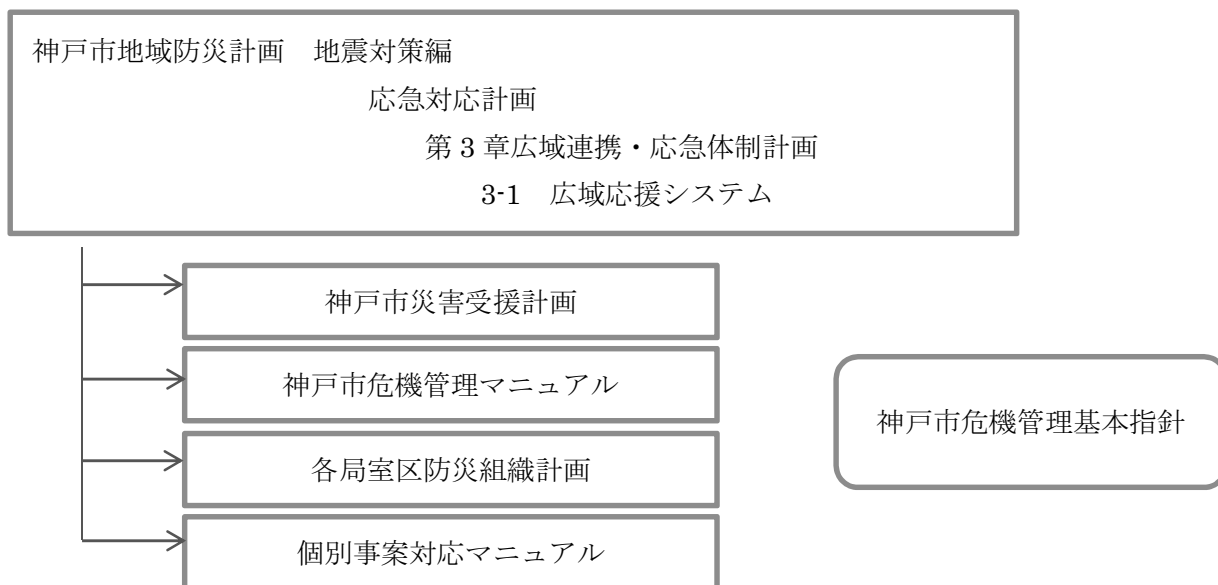 神戸市地域防災計画　地震対策編
応急対応計画
第 3 章広域連携・応急体制計画
3-1　広域応援システム
神戸市災害受援計画
神戸市危機管理マニュアル
神戸市危機管理基本指針
各局室区防災組織計画
個別事案対応マニュアル